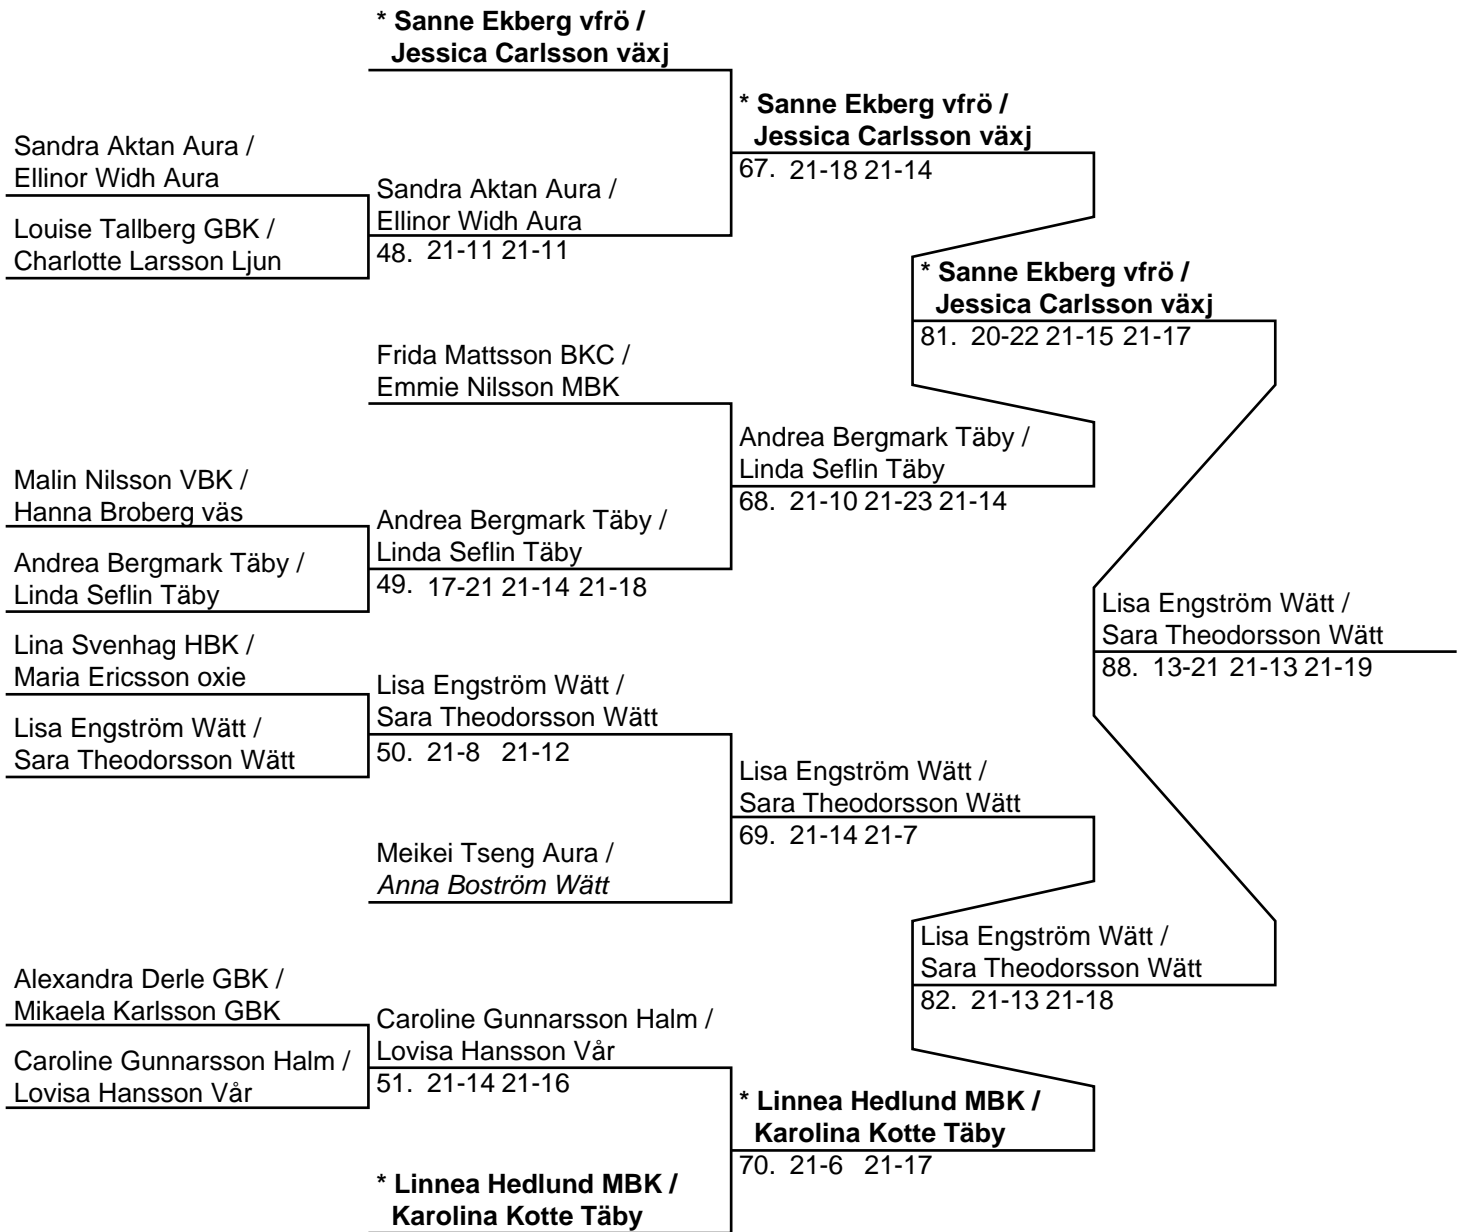 * Sanne Ekberg vfrö /
Jessica Carlsson växj
* Sanne Ekberg vfrö /
Jessica Carlsson växj
67. 21-18 21-14
Sandra Aktan Aura /
Ellinor Widh Aura
Sandra Aktan Aura /
Ellinor Widh Aura
48. 21-11 21-11
Louise Tallberg GBK /
Charlotte Larsson Ljun
* Sanne Ekberg vfrö /
Jessica Carlsson växj
81. 20-22 21-15 21-17
Frida Mattsson BKC /
Emmie Nilsson MBK
Andrea Bergmark Täby /
Linda Seflin Täby
68. 21-10 21-23 21-14
Malin Nilsson VBK /
Hanna Broberg väs
Andrea Bergmark Täby /
Linda Seflin Täby
49. 17-21 21-14 21-18
Andrea Bergmark Täby /
Linda Seflin Täby
Lisa Engström Wätt /
Sara Theodorsson Wätt
88. 13-21 21-13 21-19
Lina Svenhag HBK /
Maria Ericsson oxie
Lisa Engström Wätt /
Sara Theodorsson Wätt
50. 21-8 21-12
Lisa Engström Wätt /
Sara Theodorsson Wätt
Lisa Engström Wätt /
Sara Theodorsson Wätt
69. 21-14 21-7
Meikei Tseng Aura /
Anna Boström Wätt
Lisa Engström Wätt /
Sara Theodorsson Wätt
82. 21-13 21-18
Alexandra Derle GBK /
Mikaela Karlsson GBK
Caroline Gunnarsson Halm /
Lovisa Hansson Vår
51. 21-14 21-16
Caroline Gunnarsson Halm /
Lovisa Hansson Vår
* Linnea Hedlund MBK /
Karolina Kotte Täby
70. 21-6 21-17
* Linnea Hedlund MBK /
Karolina Kotte Täby